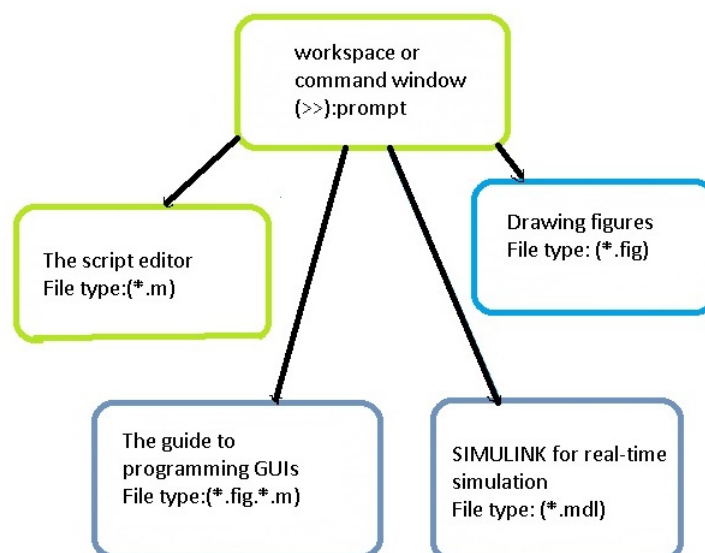 workspace or
command window
(>>):prompt
Drawing figures
File type: (*.fig)
The script editor
File type:(*.m)
The guide to
programming GUIs
File type:(*.fig.*.m)
SIMULINK for real-time
simulation
File type: (*.mdl)